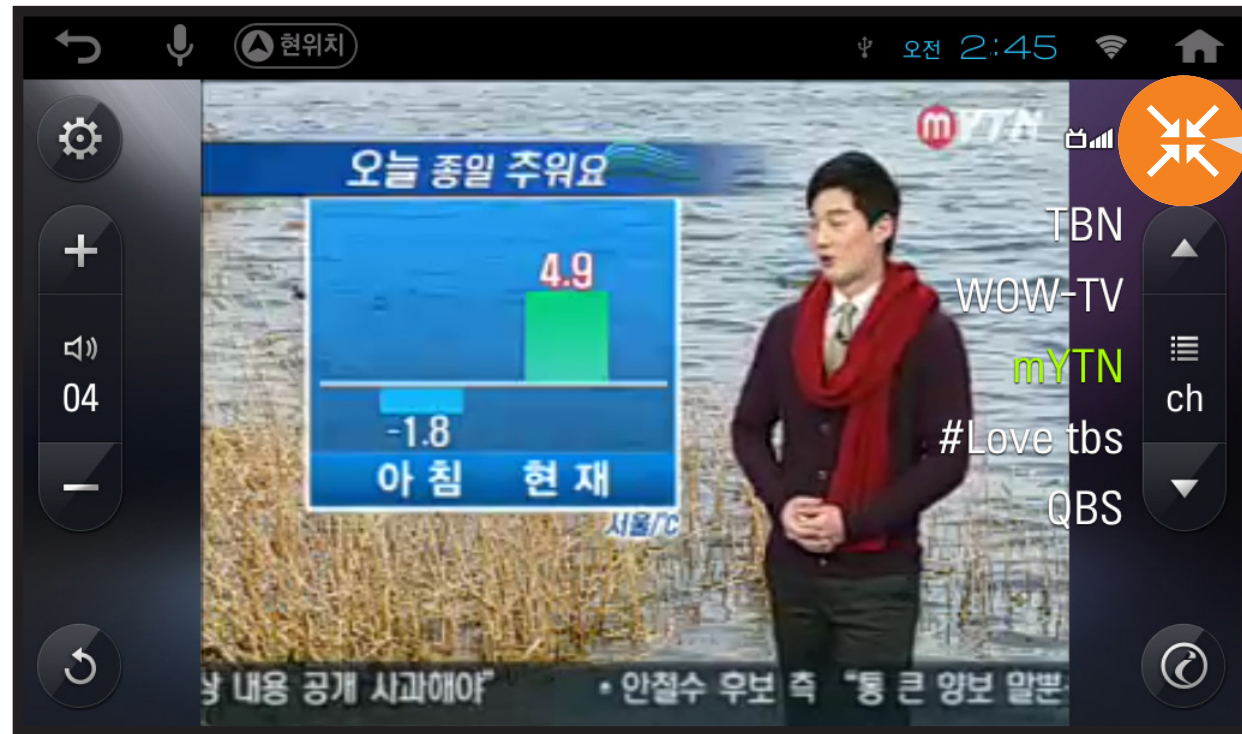 현위치
오전 2:45
mYTN
오늘 종일 추워요
TBN
4.9
WOW-TV
mYTN
04
ch
-1.8
#Love tbs
아침 현재
QBS
서울/℃
상 내용 공개 사과해야" • 안철수 후보 측 "통 큰 양보 말뿐